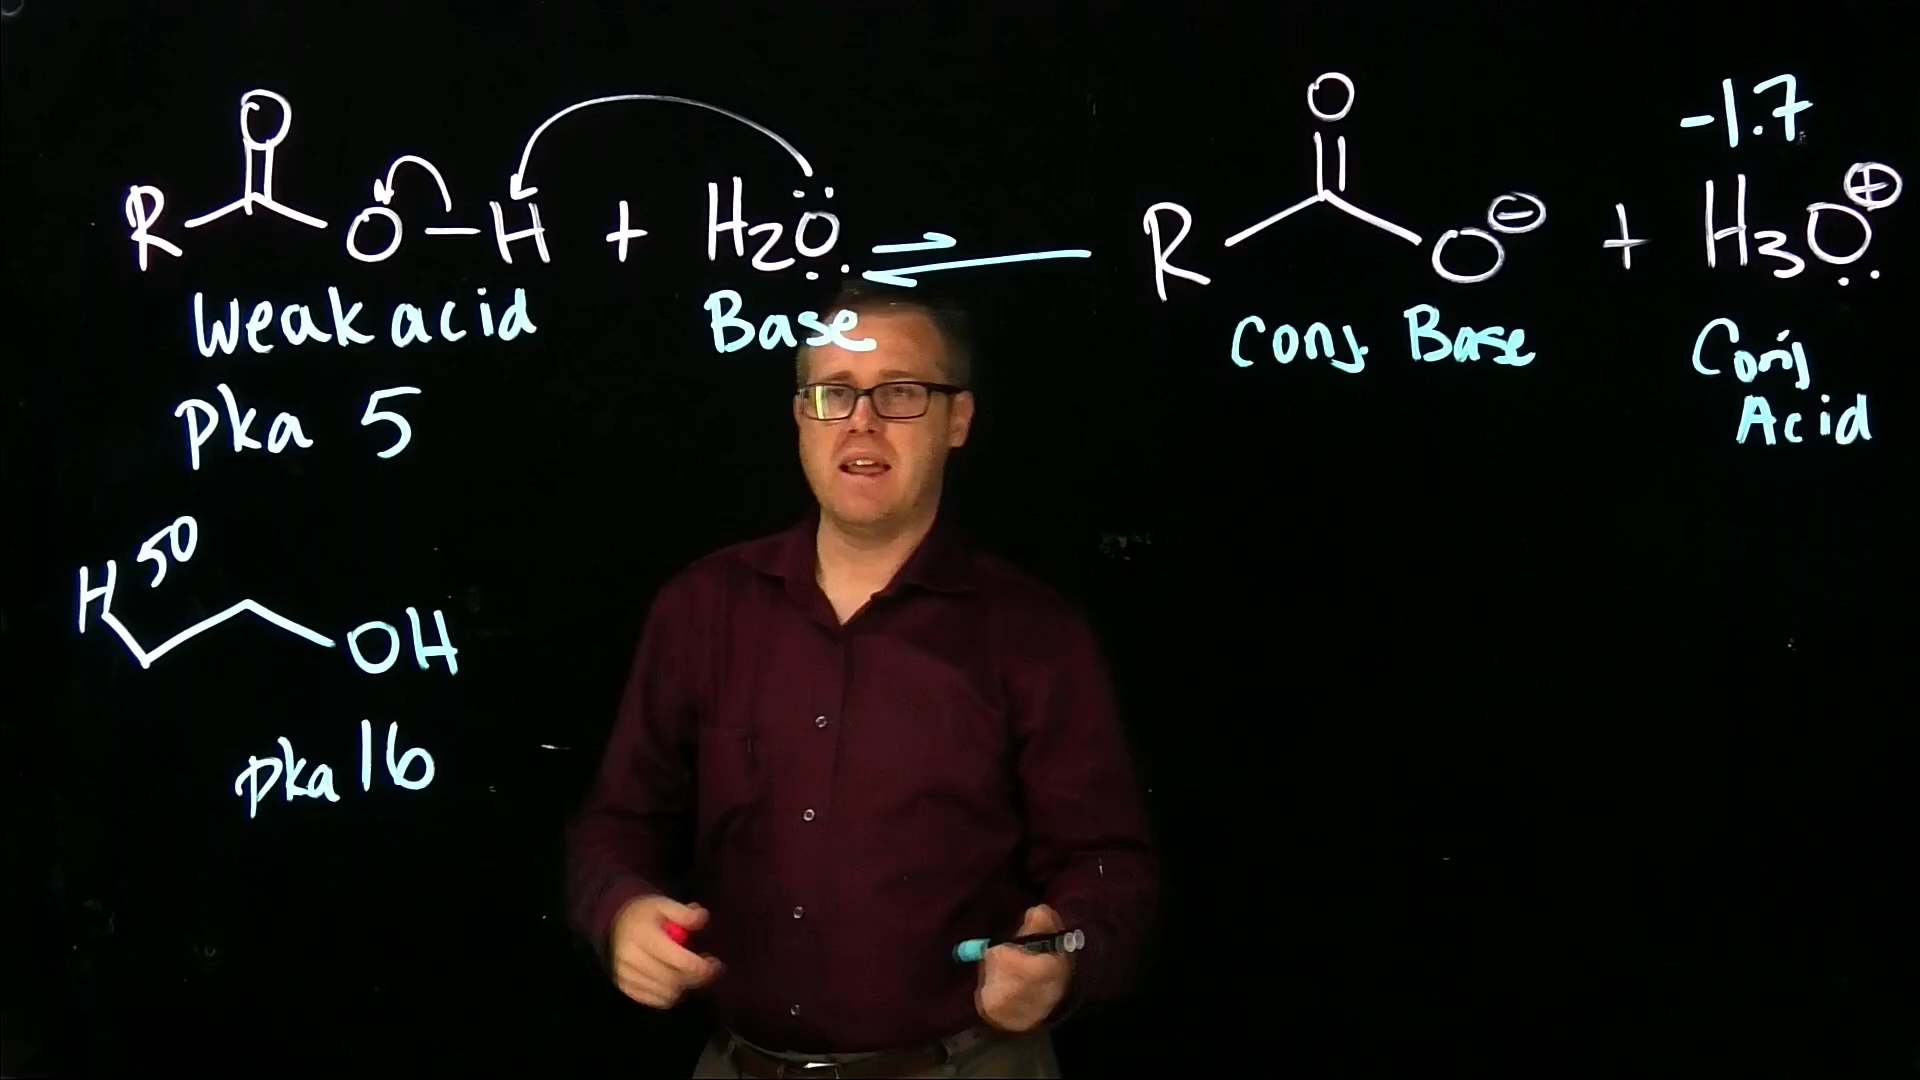 O O -1.7
R O-H + H2O ⇌ R O⊖ + H3O⊕
Weak acid Base Conj. Base Conj
Acid
pka 5
H 50
OH
pka 16